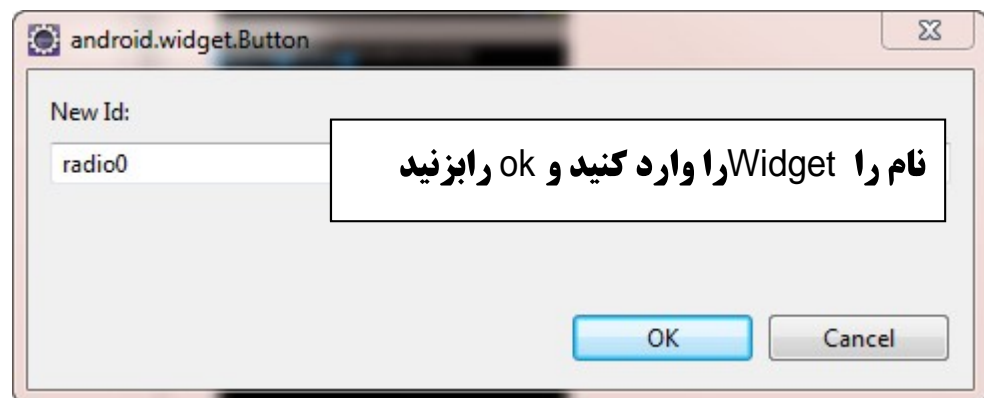 android.widget.Button
New Id:
radio0
نام را Widgetرا وارد کنید و ok رابزنید
OK
Cancel